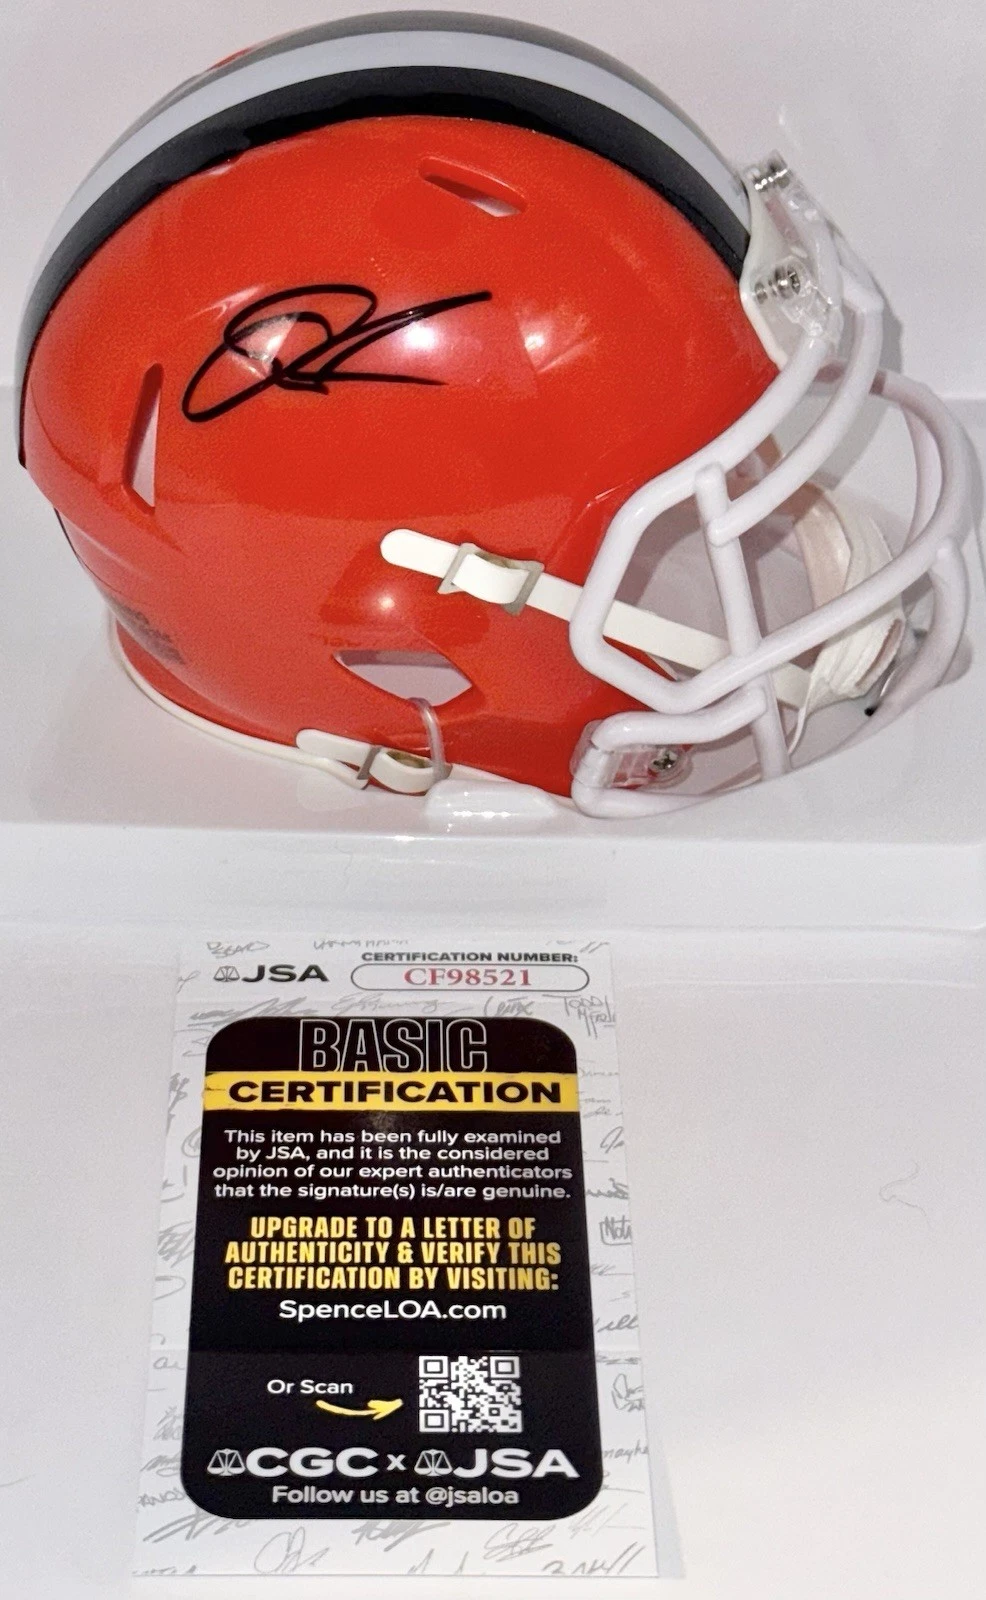 JSA
CERTIFICATION NUMBER:
CF98521
BASIC
CERTIFICATION
This item has been fully examined
by JSA, and it is the considered
opinion of our expert authenticators
that the signature(s) is/are genuine.
UPGRADE TO A LETTER OF
AUTHENTICITY & VERIFY THIS
CERTIFICATION BY VISITING:
SpenceLOA.com
Or Scan
CGC x JSA
Follow us at @jsaloa